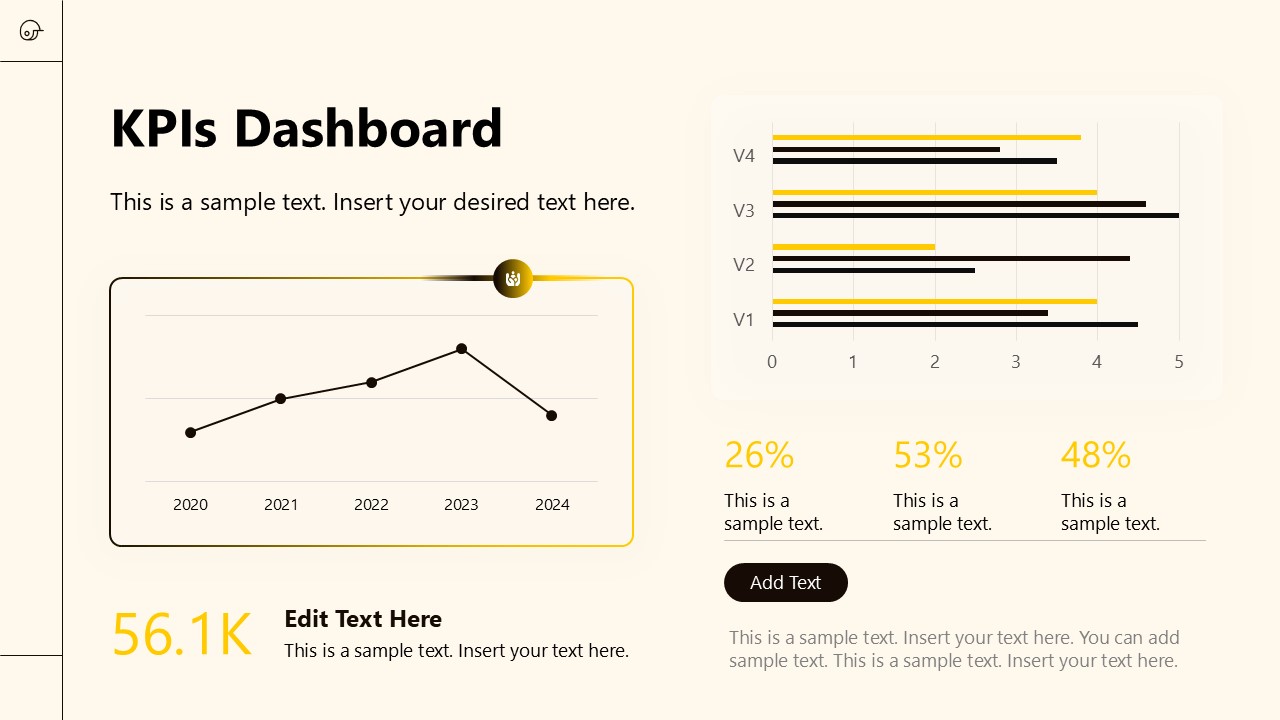 KPIs Dashboard
This is a sample text. Insert your desired text here.
2020 2021 2022 2023 2024
56.1K
Edit Text Here
This is a sample text. Insert your text here.
V4
V3
V2
V1
0 1 2 3 4 5
26% 53% 48%
This is a This is a This is a
sample text. sample text. sample text.
Add Text
This is a sample text. Insert your text here. You can add
sample text. This is a sample text. Insert your text here.